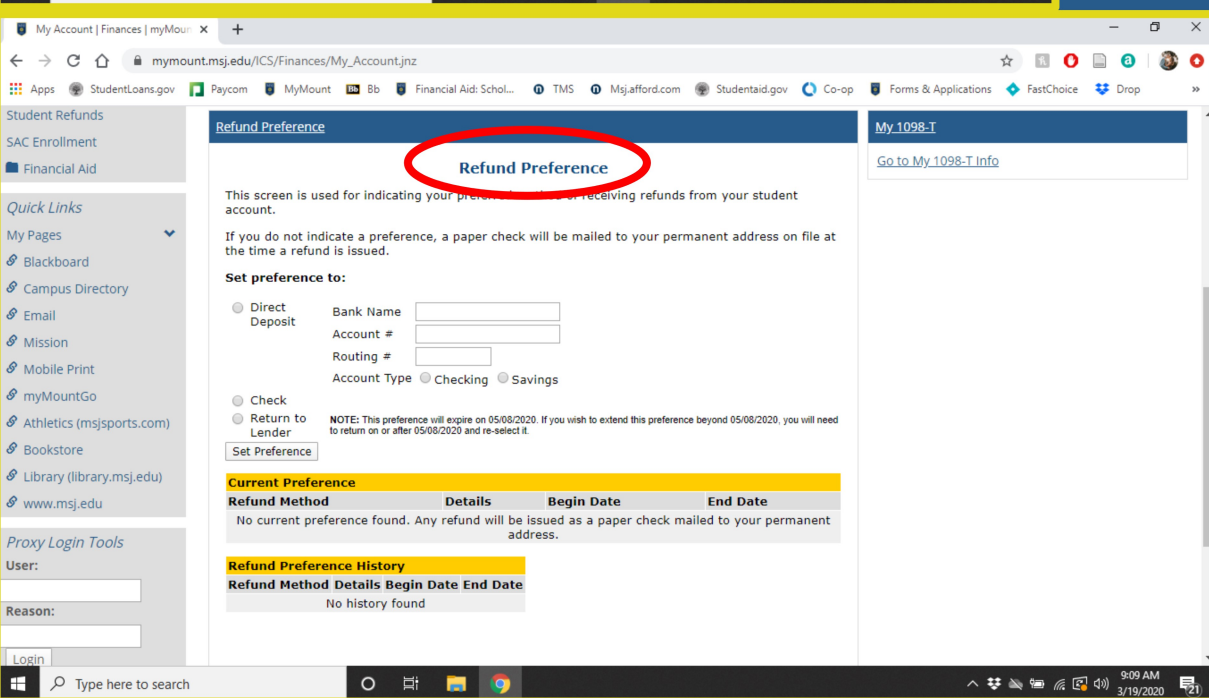 My Account | Finances | myMoun
mymount.msj.edu/ICS/Finances/My_Account.jnz
Apps StudentLoans.gov Paycom MyMount Bb Bb Financial Aid: Schol... TMS Msj.afford.com Studentaid.gov Co-op Forms & Applications FastChoice Drop »
Student Refunds
SAC Enrollment
Financial Aid
Quick Links
My Pages
Blackboard
Campus Directory
Email
Mission
Mobile Print
myMountGo
Athletics (msjsports.com)
Bookstore
Library (library.msj.edu)
www.msj.edu
Proxy Login Tools
User:
Reason:
Login
Refund Preference
Refund Preference
This screen is used for indicating your receiving refunds from your student
account.
If you do not indicate a preference, a paper check will be mailed to your permanent address on file at
the time a refund is issued.
Set preference to:
Direct
Deposit
Bank Name
Account #
Routing #
Account Type Checking Savings
Check
Return to
Lender
NOTE: This preference will expire on 05/08/2020. If you wish to extend this preference beyond 05/08/2020, you will need
to return on or after 05/08/2020 and re-select it.
Set Preference
Current Preference
Refund Method Details Begin Date End Date
No current preference found. Any refund will be issued as a paper check mailed to your permanent
address.
Refund Preference History
Refund Method Details Begin Date End Date
No history found
My 1098-T
Go to My 1098-T Info
Type here to search
9:09 AM
3/19/2020
21